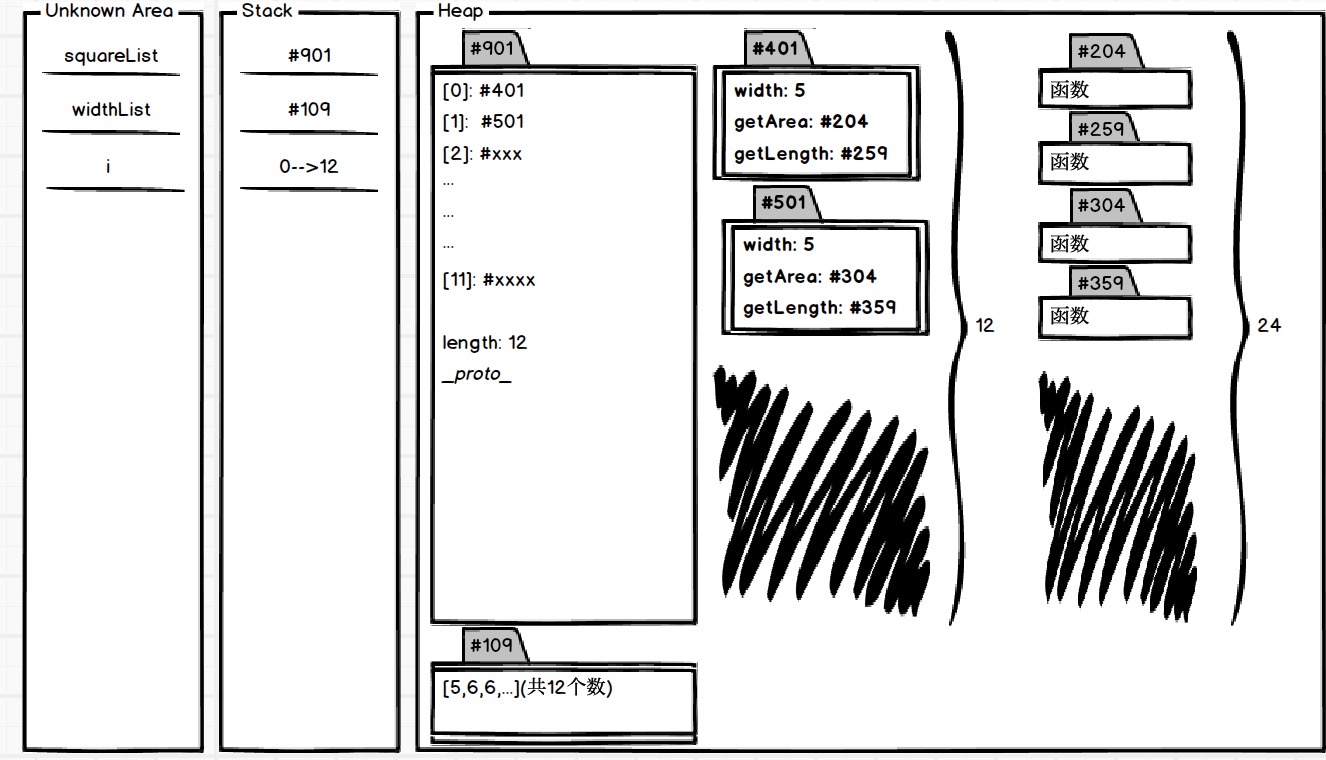 Unknown Area
squareList
widthList
i
Stack
#901
#109
0-->12
Heap
#901
[0]: #401
[1]: #501
[2]: #xxx
...
...
...
[11]: #xxxx
length: 12
_proto_
#109
[5,6,6,...](共12个数)
#401
width: 5
getArea: #204
getLength: #259
#501
width: 5
getArea: #304
getLength: #359
12
#204
函数
#259
函数
#304
函数
#359
函数
24